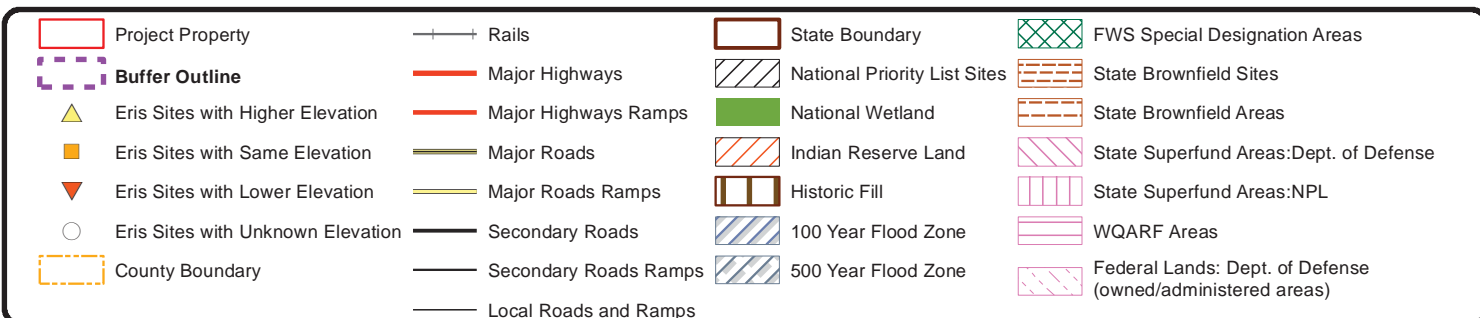 Project Property
Buffer Outline
Eris Sites with Higher Elevation
Eris Sites with Same Elevation
Eris Sites with Lower Elevation
Eris Sites with Unknown Elevation
County Boundary
Rails
Major Highways
Major Highways Ramps
Major Roads
Major Roads Ramps
Secondary Roads
Secondary Roads Ramps
Local Roads and Ramps
State Boundary
National Priority List Sites
National Wetland
Indian Reserve Land
Historic Fill
100 Year Flood Zone
500 Year Flood Zone
FWS Special Designation Areas
State Brownfield Sites
State Brownfield Areas
State Superfund Areas:Dept. of Defense
State Superfund Areas:NPL
WQARF Areas
Federal Lands: Dept. of Defense
(owned/administered areas)